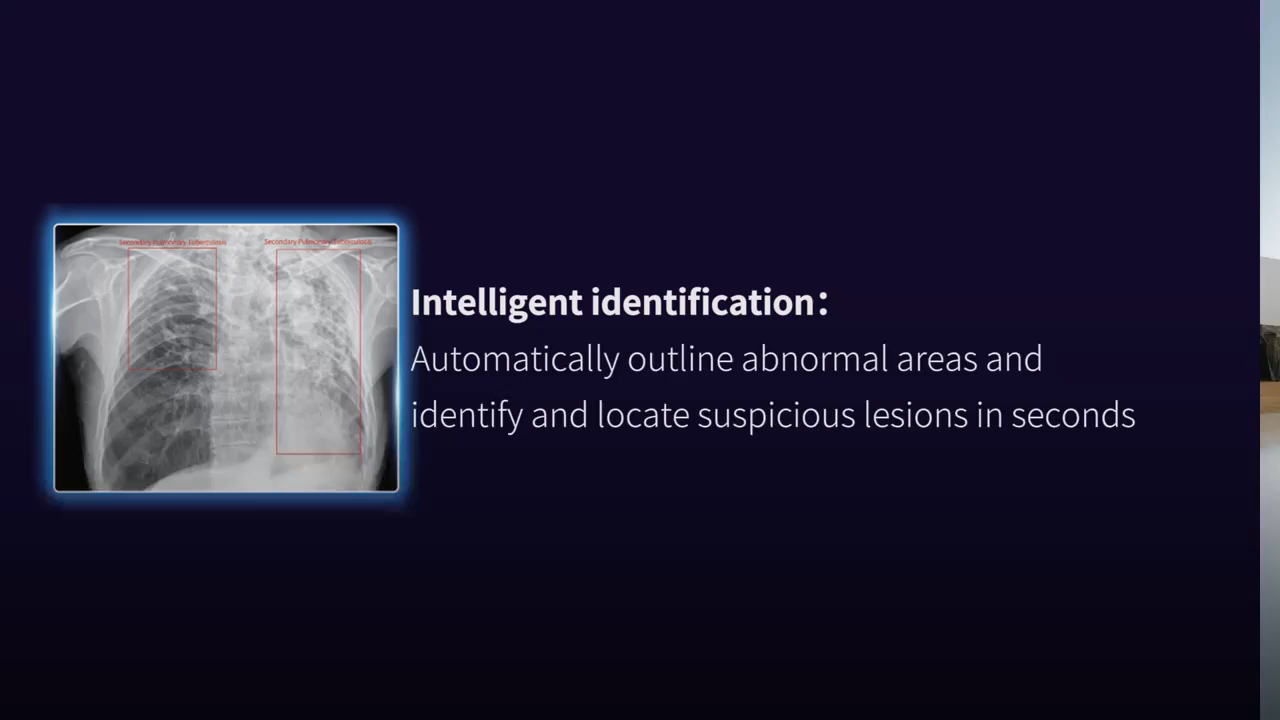 Secondary Pulmonary Tuberculosis
Secondary Pulmonary Tuberculosis
Intelligent identification：
Automatically outline abnormal areas and
identify and locate suspicious lesions in seconds